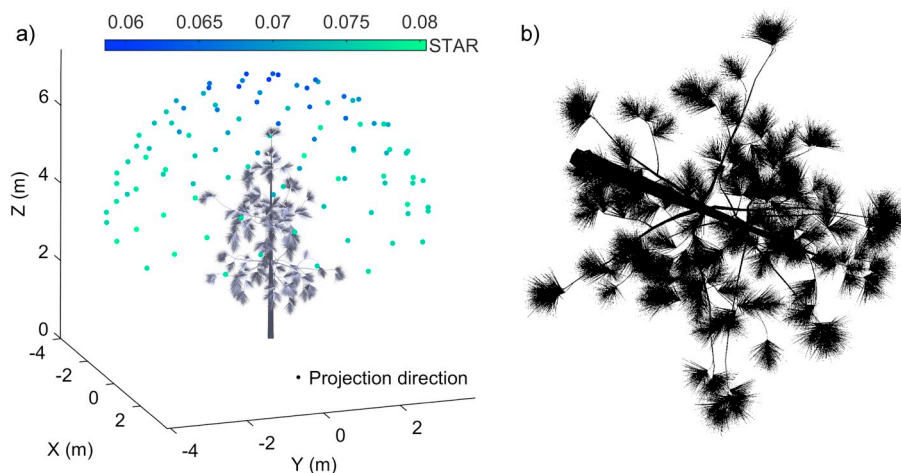 a)
0.06 0.065 0.07 0.075 0.08
STAR
6
4
2
0
Z (m)
-4
-2
0
2
X (m)
-4
-2
0
2
Y (m)
• Projection direction
b)